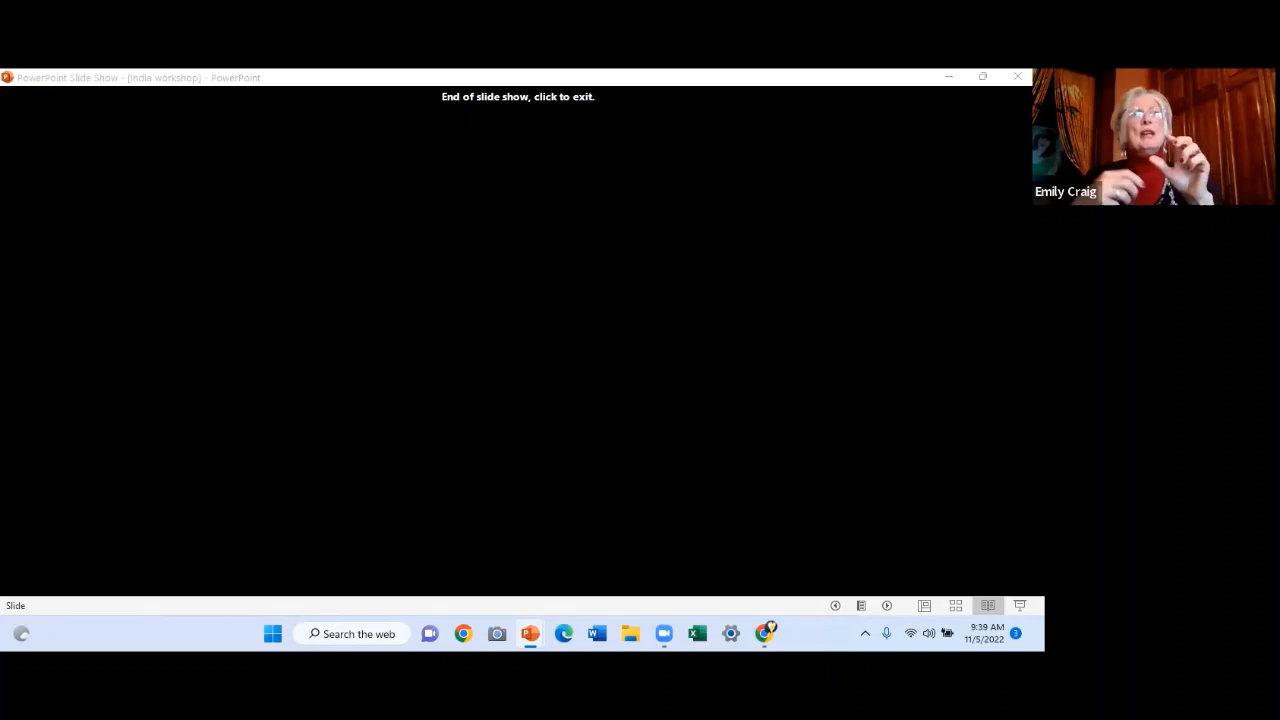 PowerPoint Slide Show - [India workshop] - PowerPoint
End of slide show, click to exit.
Emily Craig
Slide
Search the web
9:39 AM
11/5/2022
3